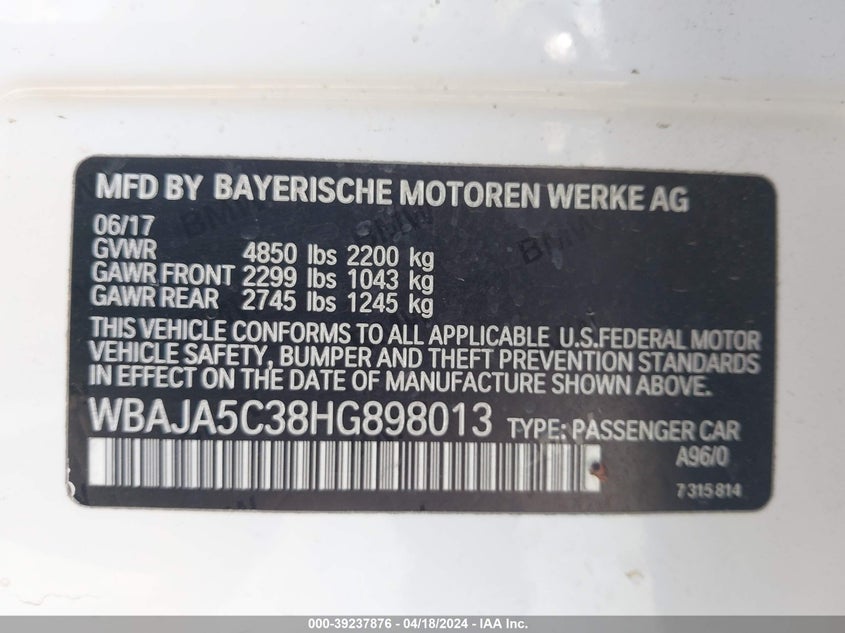 MFD BY BAYERISCHE MOTOREN WERKE AG
06/17
GVWR 4850 lbs 2200 kg
GAWR FRONT 2299 lbs 1043 kg
GAWR REAR 2745 lbs 1245 kg
THIS VEHICLE CONFORMS TO ALL APPLICABLE U.S.FEDERAL MOTOR
VEHICLE SAFETY, BUMPER AND THEFT PREVENTION STANDARDS
IN EFFECT ON THE DATE OF MANUFACTURE SHOWN ABOVE.
WBAJA5C38HG898013 TYPE: PASSENGER CAR
A96/0
7315814
000-39237876 - 04/18/2024 - IAA Inc.